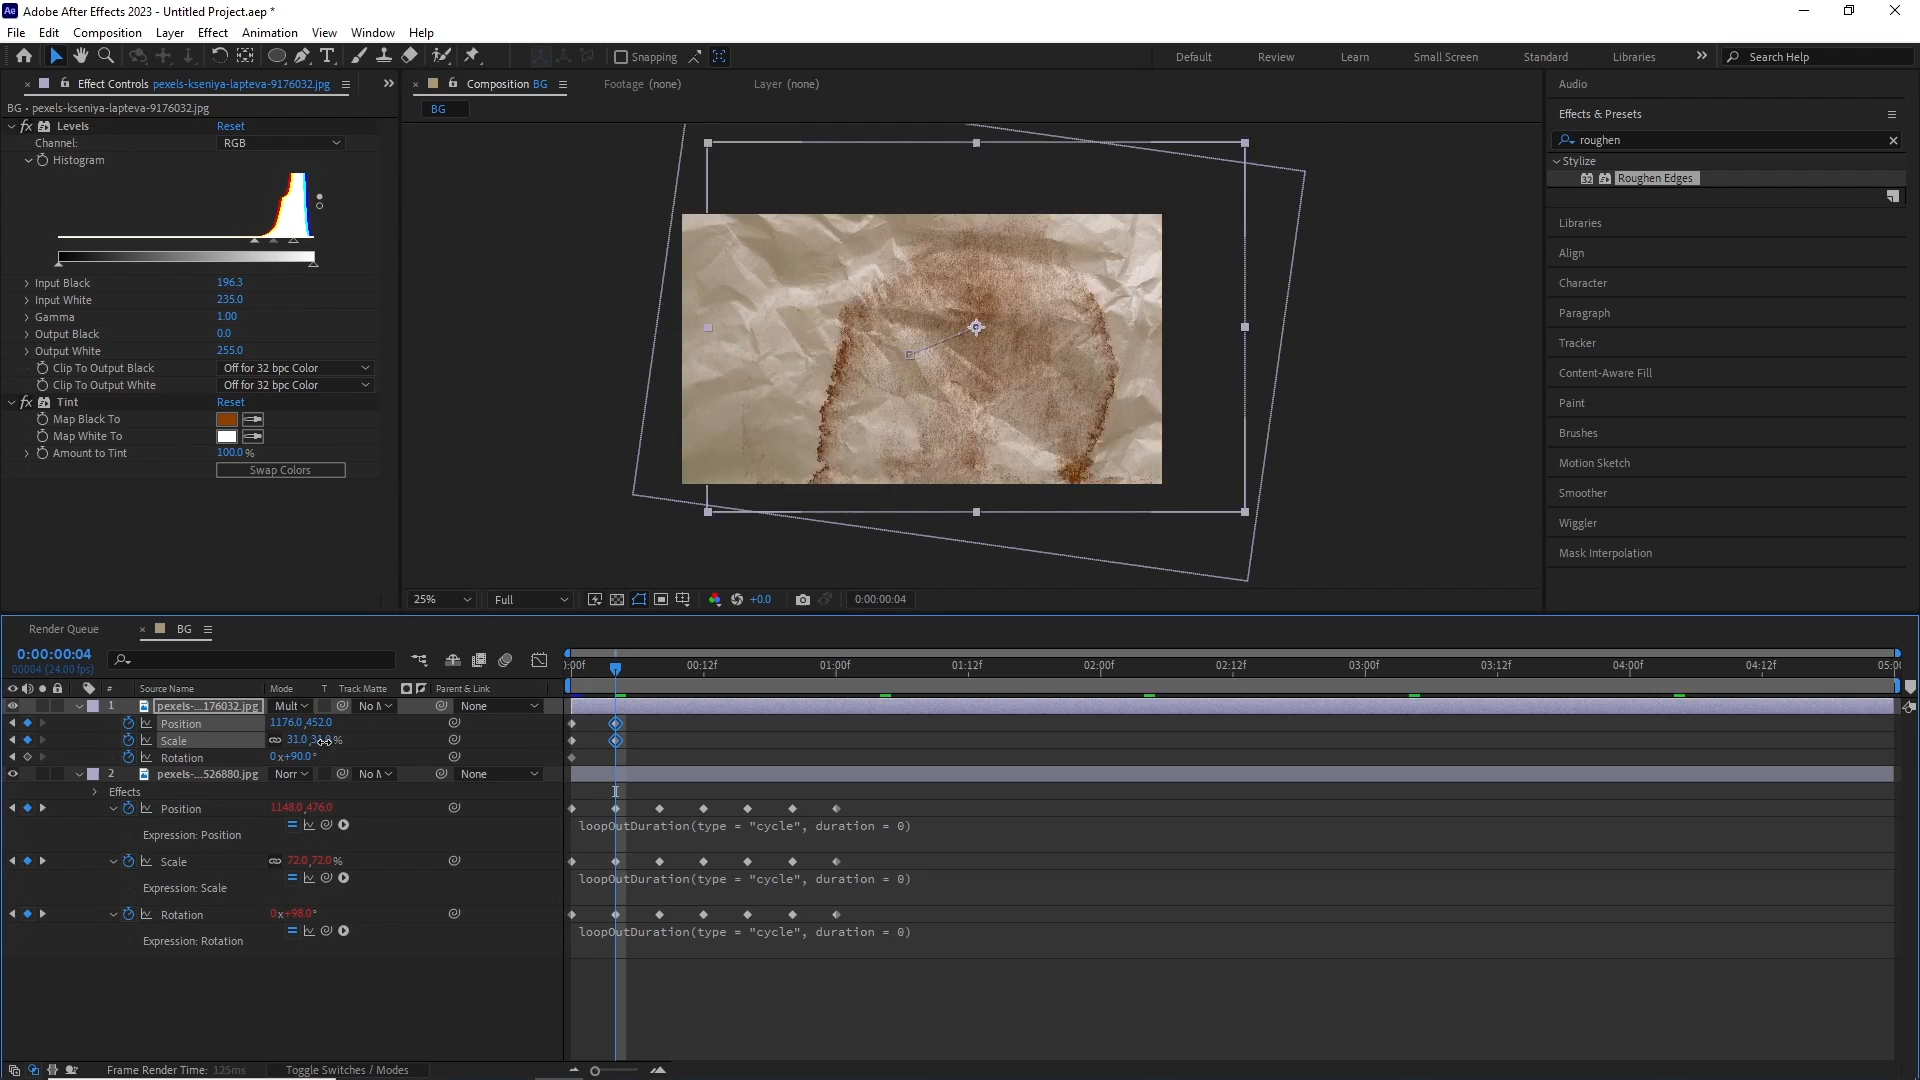 Ae Adobe After Effects 2023 - Untitled Project.aep *
File Edit Composition Layer Effect Animation View Window Help
Snapping Default Review Learn Small Screen Standard Libraries Search Help
Effect Controls pexels-kseniya-lapteva-9176032.jpg
Composition BG Footage (none) Layer (none)
Audio
BG • pexels-kseniya-lapteva-9176032.jpg
BG
Effects & Presets
fx Levels Reset
Channel: RGB
Histogram
roughen
Stylize
32 Roughen Edges
Libraries
Align
Character
Paragraph
Tracker
Content-Aware Fill
Paint
Brushes
Motion Sketch
Smoother
Wiggler
Mask Interpolation
Input Black 196.3
Input White 235.0
Gamma 1.00
Output Black 0.0
Output White 255.0
Clip To Output Black Off for 32 bpc Color
Clip To Output White Off for 32 bpc Color
fx Tint Reset
Map Black To
Map White To
Amount to Tint 100.0 %
Swap Colors
25% Full +0.0 0:00:00:04
Render Queue BG
0:00:00:04
00004 (24.00 fps)
:00f 00:12f 01:00f 01:12f 02:00f 02:12f 03:00f 03:12f 04:00f 04:12f 05:0
# Source Name Mode T Track Matte Parent & Link
1 pexels-...176032.jpg Mult No M None
Position 1176.0,452.0
Scale 31.0, %
Rotation 0x+90.0°
2 pexels-...526880.jpg Norr No M None
Effects
Position 1148.0,476.0
Expression: Position loopOutDuration(type = "cycle", duration = 0)
Scale 72.0,72.0 %
Expression: Scale loopOutDuration(type = "cycle", duration = 0)
Rotation 0x+98.0°
Expression: Rotation loopOutDuration(type = "cycle", duration = 0)
Frame Render Time: 125ms Toggle Switches / Modes